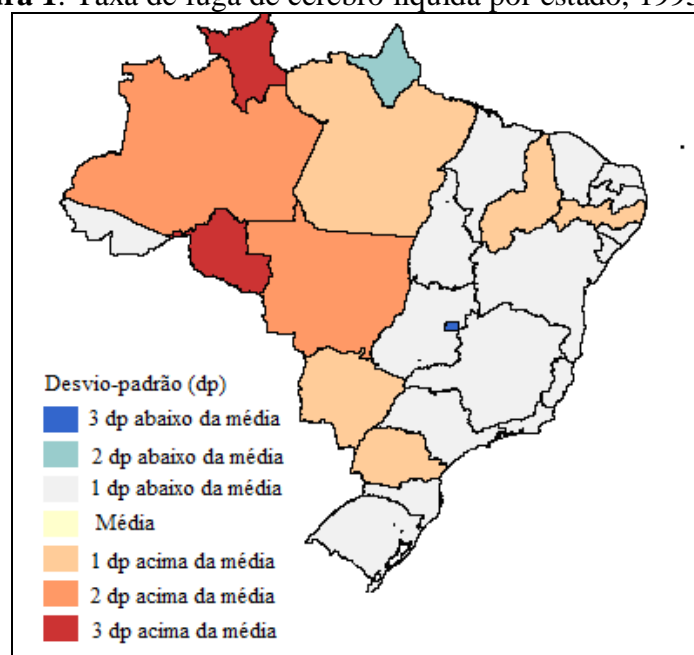 1. Taxa de fuga de cérebro líquida por estado, 1995
Desvio-padrão (dp)
3 dp abaixo da média
2 dp abaixo da média
1 dp abaixo da média
Média
1 dp acima da média
2 dp acima da média
3 dp acima da média